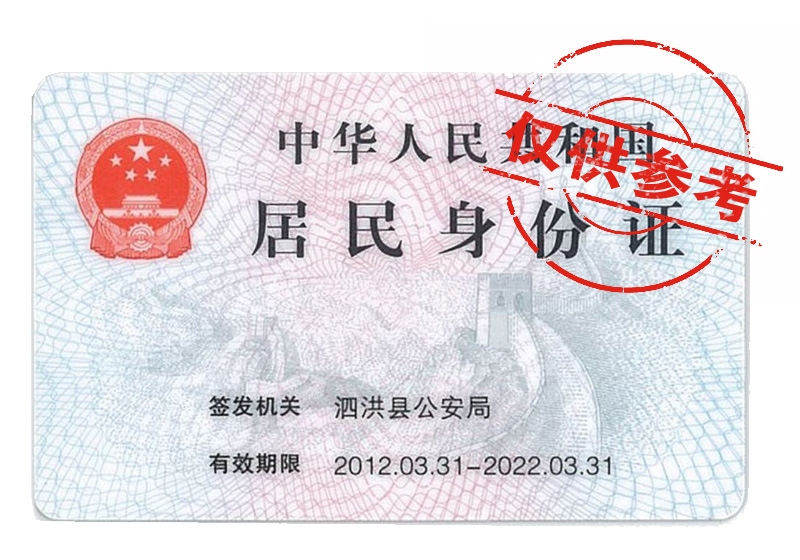 中华人民共和国
仅供参考
居民身份证
签发机关 泗洪县公安局
有效期限 2012.03.31-2022.03.31